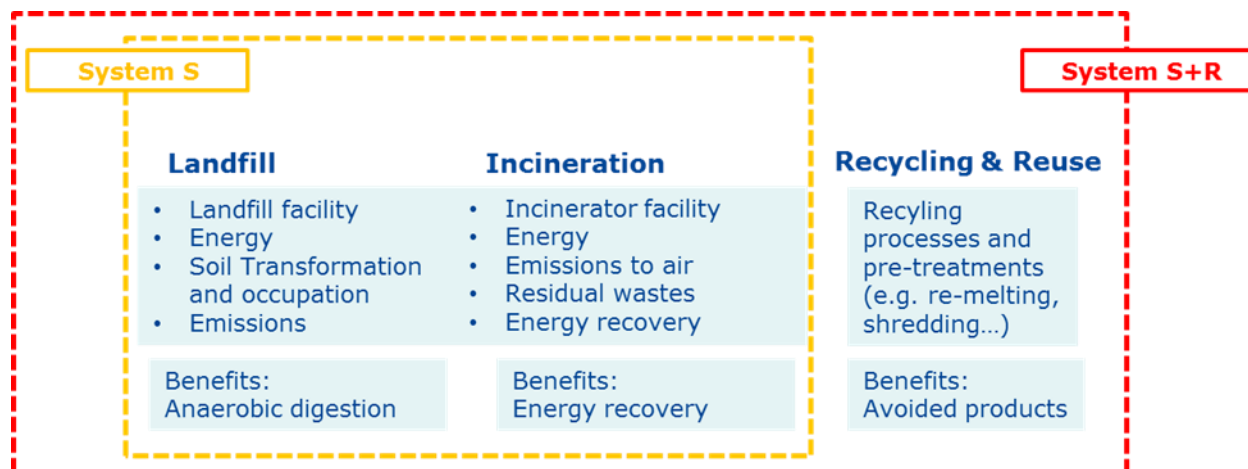 System S
System S+R
Landfill
• Landfill facility
• Energy
• Soil Transformation
and occupation
• Emissions
Benefits:
Anaerobic digestion
Incineration
• Incinerator facility
• Energy
• Emissions to air
• Residual wastes
• Energy recovery
Benefits:
Energy recovery
Recycling & Reuse
Recyling
processes and
pre-treatments
(e.g. re-melting,
shredding…)
Benefits:
Avoided products